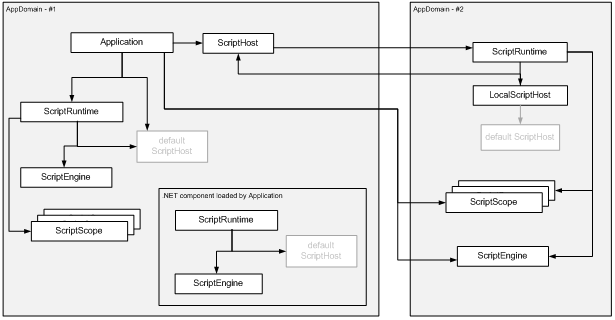 AppDomain - #1
Application
ScriptHost
ScriptRuntime
default
ScriptHost
ScriptEngine
ScriptScope
.NET component loaded by Application
ScriptRuntime
default
ScriptHost
ScriptEngine
AppDomain - #2
ScriptRuntime
LocalScriptHost
default ScriptHost
ScriptScope
ScriptEngine